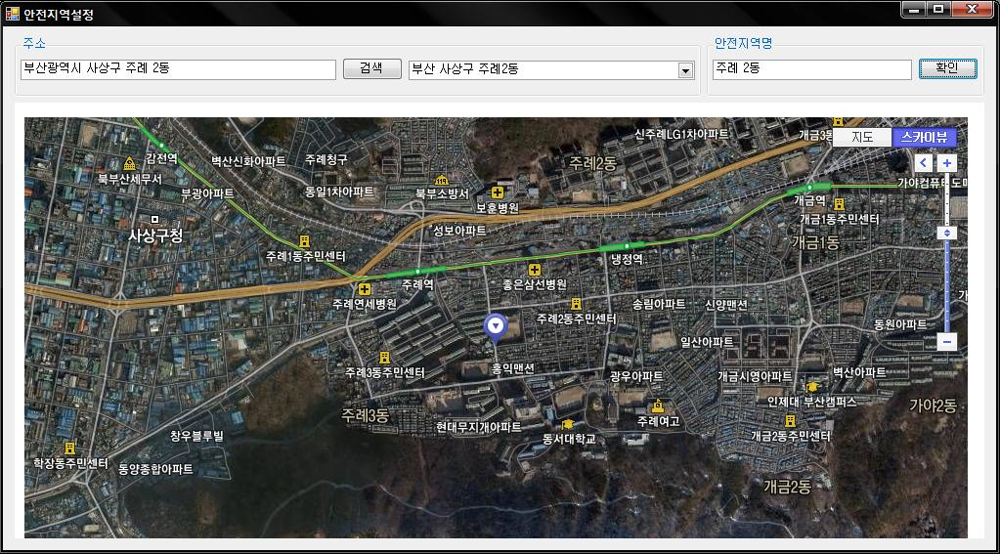 안전지역설정
주소
부산광역시 사상구 주례 2동
검색
부산 사상구 주례2동
안전지역명
주례 2동
확인
지도
스카이뷰
감전역
벽산신화아파트
주례청구
주례2동
신주례LG1차아파트
개금3동
북부산세무서
부광아파트
동일1차아파트
북부소방서
보훈병원
개금역
가야컴퓨터도매
개금1동주민센터
사상구청
성보아파트
개금1동
주례1동주민센터
냉정역
주례역
좋은삼선병원
주례연세병원
주례2동주민센터
송림아파트
신양맨션
가
동원아파트
일산아파트
주례3동주민센터
홍익맨션
광우아파트
개금시영아파트
벽산아파트
인제대 부산캠퍼스
가야2동
주례3동
현대무지개아파트
주례여고
동서대학교
개금2동주민센터
창우블루빌
학장동주민센터
동양종합아파트
개금2동